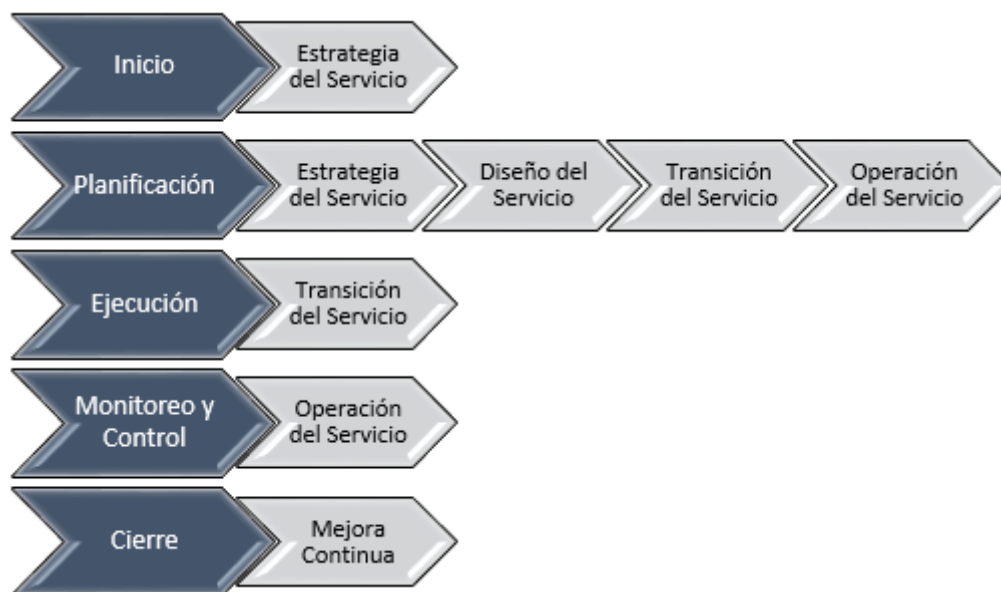 Inicio
Estrategia
del Servicio
Planificación
Estrategia
del Servicio
Diseño del
Servicio
Transición
del Servicio
Operación
del Servicio
Ejecución
Transición
del Servicio
Monitoreo y
Control
Operación
del Servicio
Cierre
Mejora
Continua